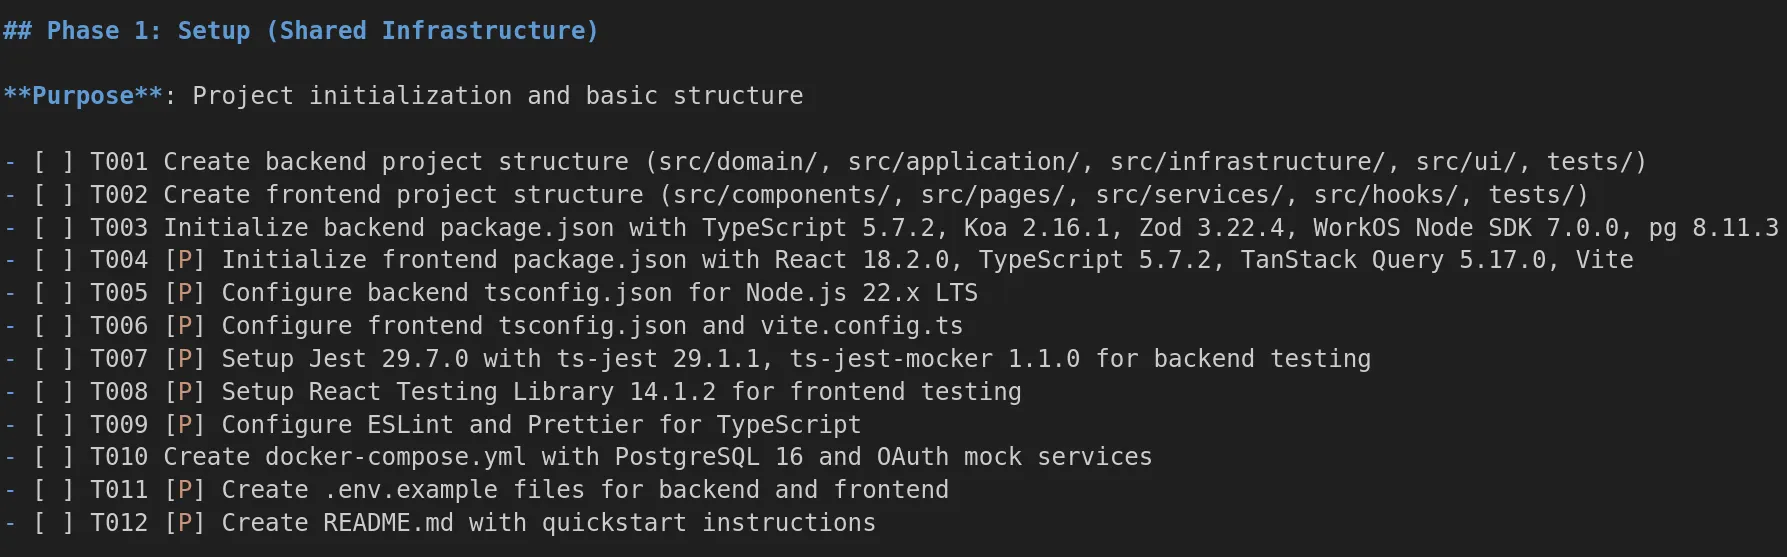 ## Phase 1: Setup (Shared Infrastructure)
**Purpose**: Project initialization and basic structure
- [ ] T001 Create backend project structure (src/domain/, src/application/, src/infrastructure/, src/ui/, tests/)
- [ ] T002 Create frontend project structure (src/components/, src/pages/, src/services/, src/hooks/, tests/)
- [ ] T003 Initialize backend package.json with TypeScript 5.7.2, Koa 2.16.1, Zod 3.22.4, WorkOS Node SDK 7.0.0, pg 8.11.3
- [ ] T004 [P] Initialize frontend package.json with React 18.2.0, TypeScript 5.7.2, TanStack Query 5.17.0, Vite
- [ ] T005 [P] Configure backend tsconfig.json for Node.js 22.x LTS
- [ ] T006 [P] Configure frontend tsconfig.json and vite.config.ts
- [ ] T007 [P] Setup Jest 29.7.0 with ts-jest 29.1.1, ts-jest-mocker 1.1.0 for backend testing
- [ ] T008 [P] Setup React Testing Library 14.1.2 for frontend testing
- [ ] T009 [P] Configure ESLint and Prettier for TypeScript
- [ ] T010 Create docker-compose.yml with PostgreSQL 16 and OAuth mock services
- [ ] T011 [P] Create .env.example files for backend and frontend
- [ ] T012 [P] Create README.md with quickstart instructions